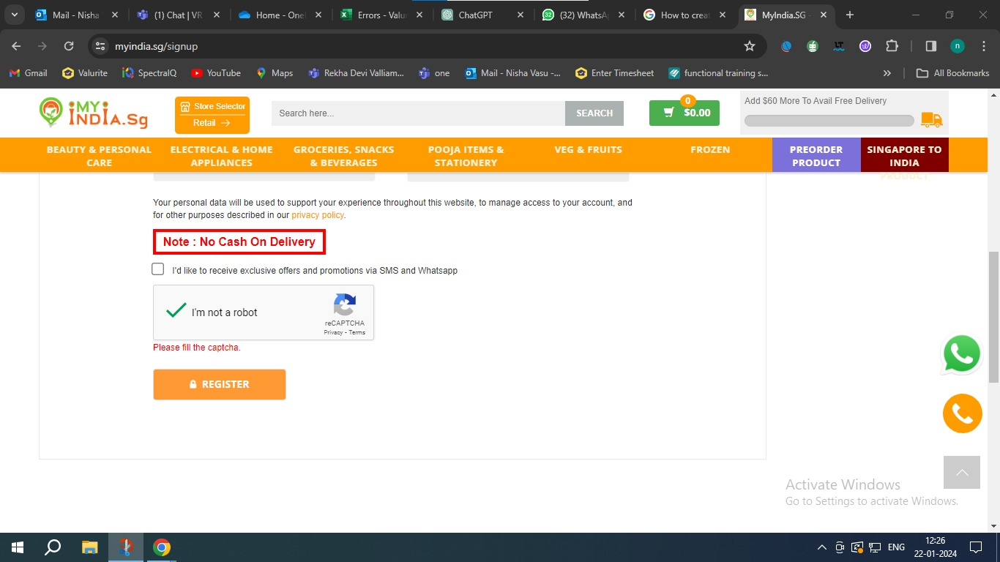 Mail - Nisha
(1) Chat | VR
Home - One
Errors - Valu
ChatGPT
(32) WhatsA
How to creat
MyIndia.SG -
myindia.sg/signup
n
Gmail
Valurite
SpectralQ
YouTube
Maps
Rekha Devi Valliam...
one
Mail - Nisha Vasu -...
Enter Timesheet
functional training s...
»
All Bookmarks
iMY
INDIA.Sg
Store Selector
Retail →
Search here...
SEARCH
0
$0.00
Add $60 More To Avail Free Delivery
BEAUTY & PERSONAL
CARE
ELECTRICAL & HOME
APPLIANCES
GROCERIES, SNACKS
& BEVERAGES
POOJA ITEMS &
STATIONERY
VEG & FRUITS
FROZEN
PREORDER
PRODUCT
SINGAPORE TO
INDIA
PRODUCT
Your personal data will be used to support your experience throughout this website, to manage access to your account, and
for other purposes described in our privacy policy.
Note : No Cash On Delivery
I'd like to receive exclusive offers and promotions via SMS and Whatsapp
I'm not a robot
reCAPTCHA
Privacy - Terms
Please fill the captcha.
REGISTER
Activate Windows
Go to Settings to activate Windows.
ENG
12:26
22-01-2024